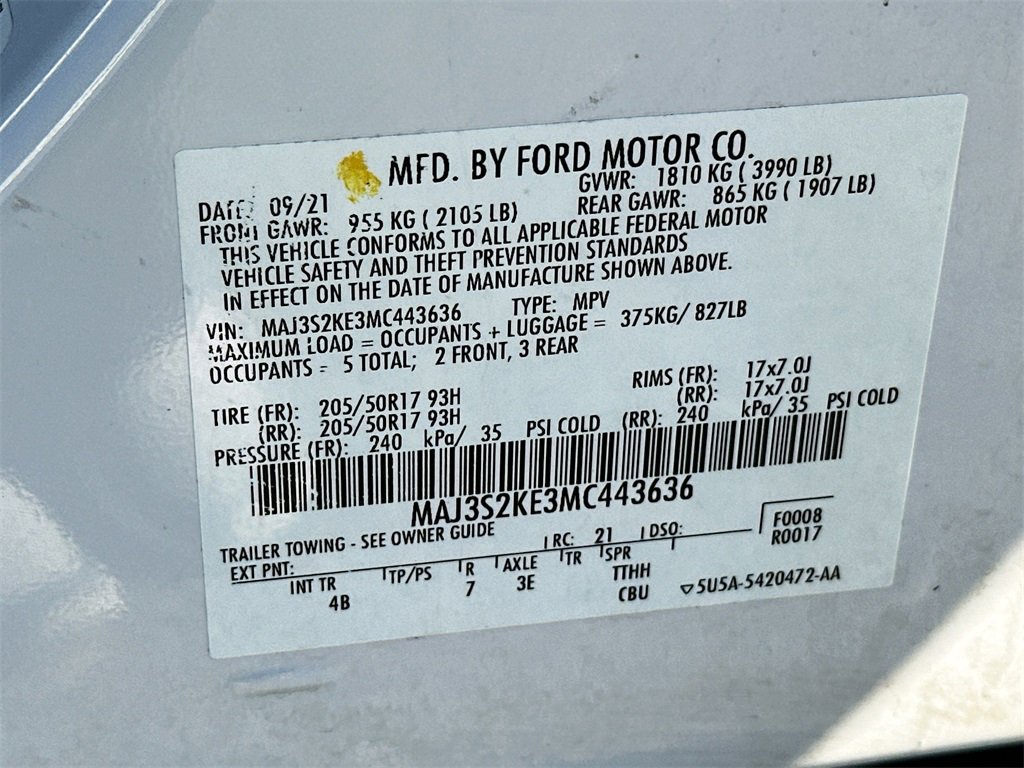 MFD. BY FORD MOTOR CO.
DATE: 09/21 GVWR: 1810 KG ( 3990 LB)
FRONT GAWR: 955 KG ( 2105 LB) REAR GAWR: 865 KG ( 1907 LB)
THIS VEHICLE CONFORMS TO ALL APPLICABLE FEDERAL MOTOR
VEHICLE SAFETY AND THEFT PREVENTION STANDARDS
IN EFFECT ON THE DATE OF MANUFACTURE SHOWN ABOVE.
VIN: MAJ3S2KE3MC443636 TYPE: MPV
MAXIMUM LOAD = OCCUPANTS + LUGGAGE = 375KG/ 827LB
OCCUPANTS = 5 TOTAL; 2 FRONT, 3 REAR
TIRE (FR): 205/50R17 93H RIMS (FR): 17x7.0J
(RR): 205/50R17 93H (RR): 17x7.0J
PRESSURE (FR): 240 kPa/ 35 PSI COLD (RR): 240 kPa/ 35 PSI COLD
MAJ3S2KE3MC443636
TRAILER TOWING - SEE OWNER GUIDE
F0008
EXT PNT: RC: 21 DSO: R0017
INT TR TP/PS R AXLE TR SPR
4B 7 3E TTHH
CBU ▽5U5A-5420472-AA